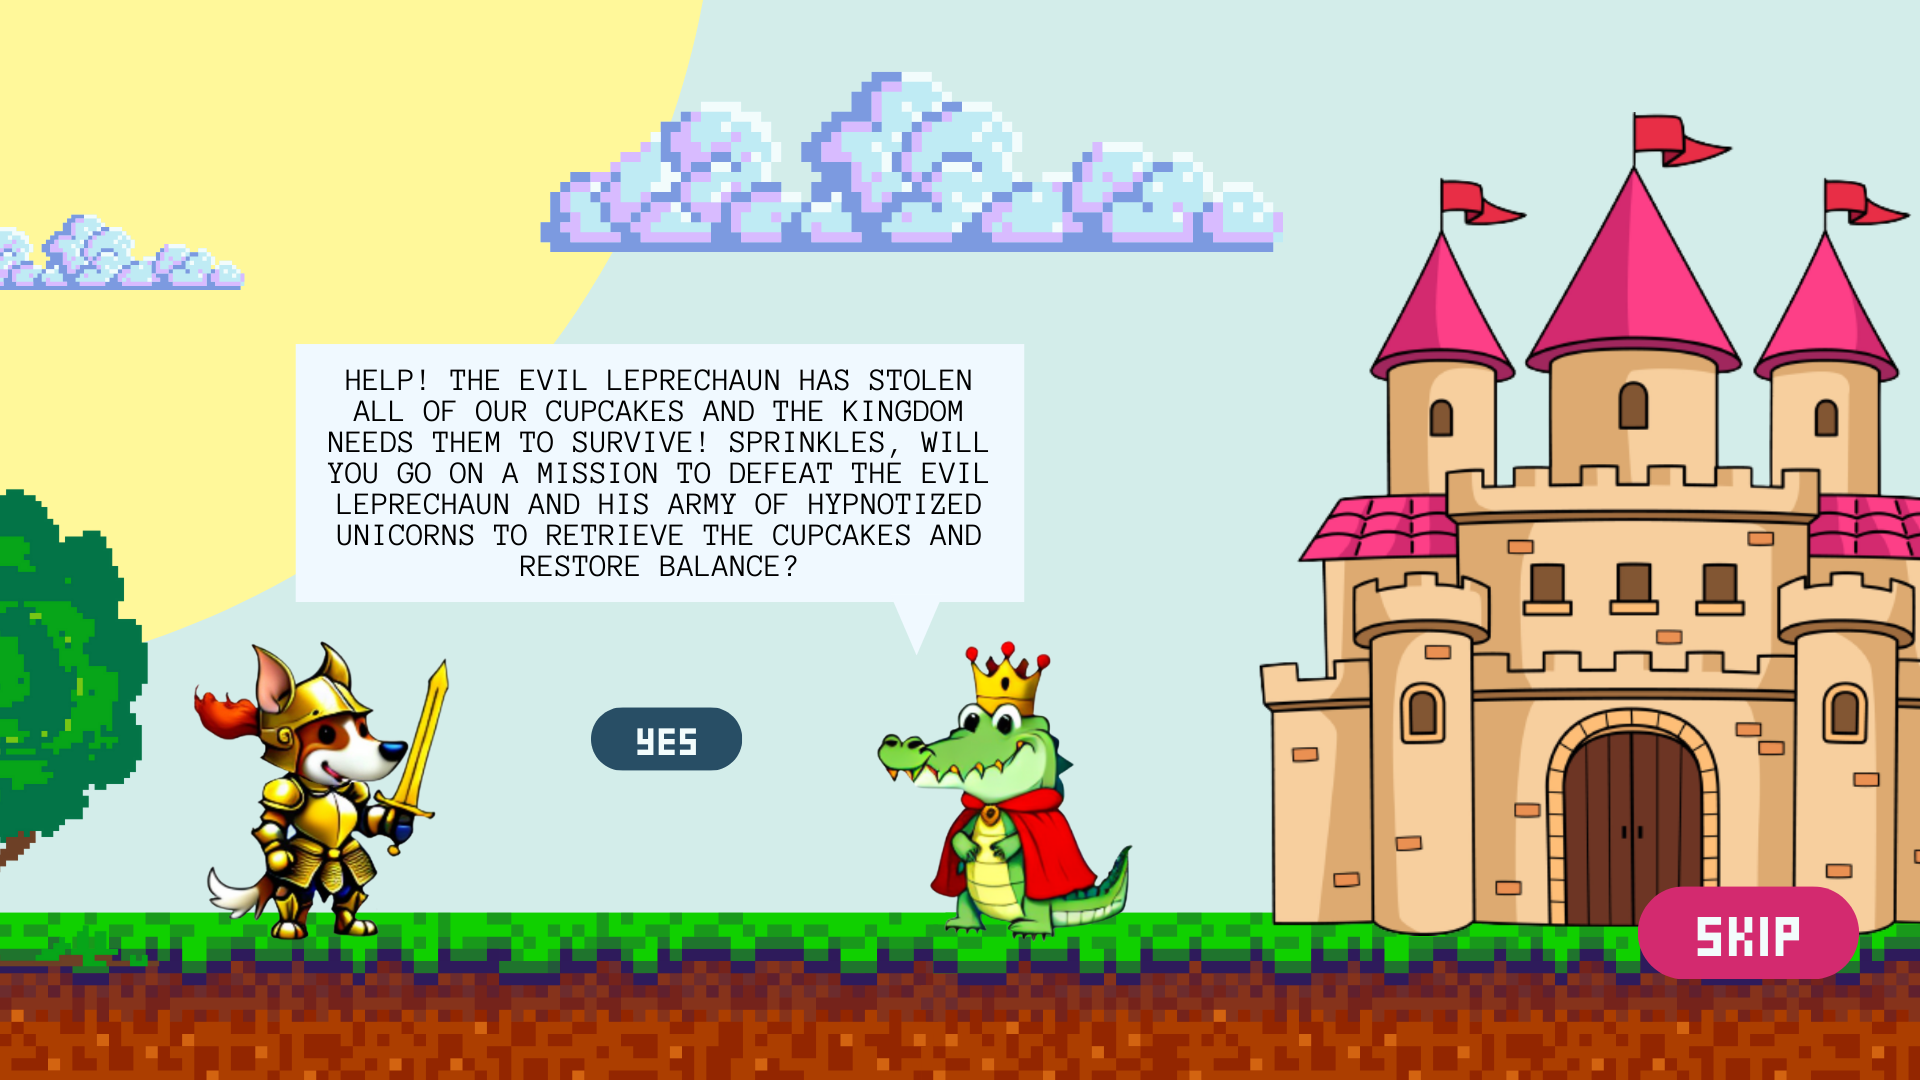 HELP! THE EVIL LEPRECHAUN HAS STOLEN
ALL OF OUR CUPCAKES AND THE KINGDOM
NEEDS THEM TO SURVIVE! SPRINKLES, WILL
YOU GO ON A MISSION TO DEFEAT THE EVIL
LEPRECHAUN AND HIS ARMY OF HYPNOTIZED
UNICORNS TO RETRIEVE THE CUPCAKES AND
RESTORE BALANCE?
YES
SKIP